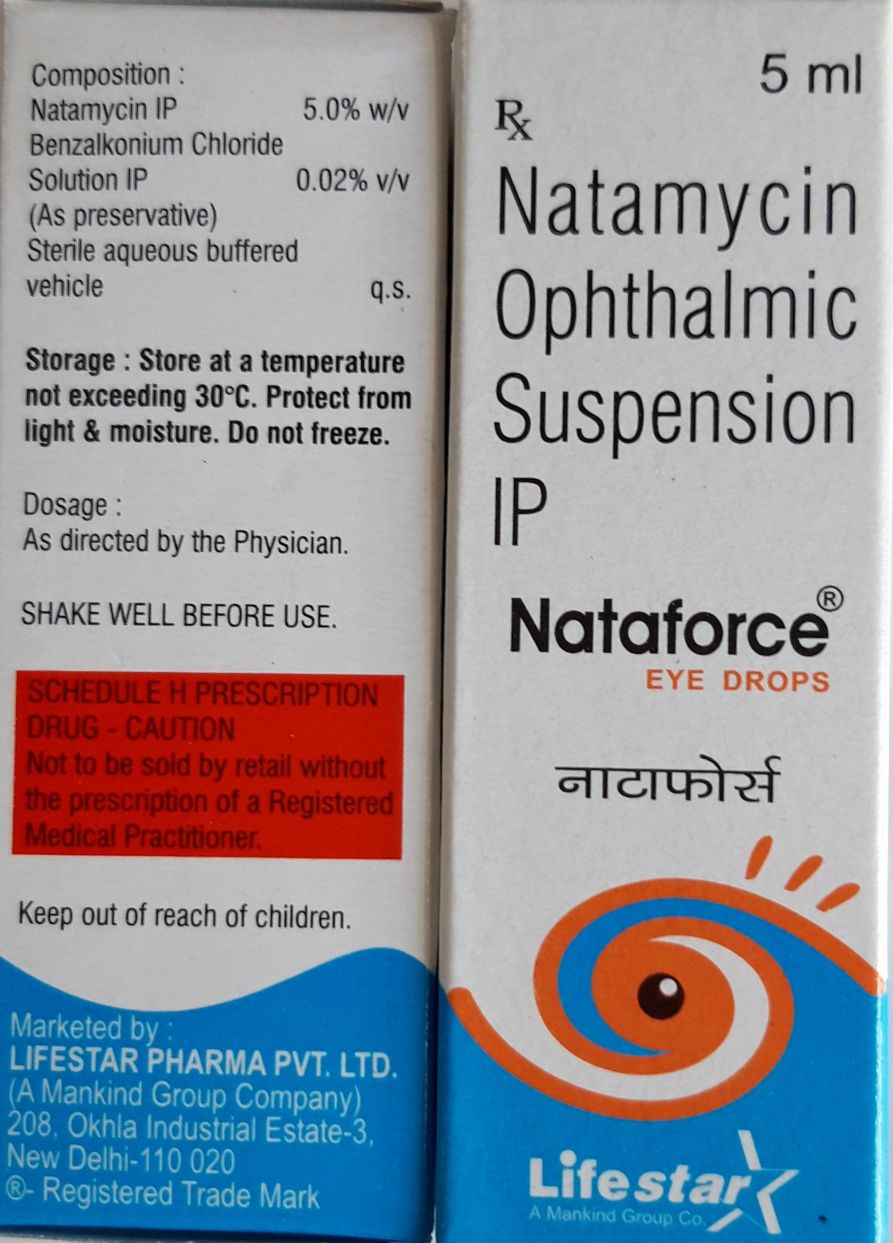 Composition :
Natamycin IP 5.0% w/v
Benzalkonium Chloride
Solution IP 0.02% v/v
(As preservative)
Sterile aqueous buffered
vehicle q.s.
Storage : Store at a temperature
not exceeding 30°C. Protect from
light & moisture. Do not freeze.
Dosage :
As directed by the Physician.
SHAKE WELL BEFORE USE.
SCHEDULE H PRESCRIPTION
DRUG - CAUTION
Not to be sold by retail without
the prescription of a Registered
Medical Practitioner.
Keep out of reach of children.
Marketed by :
LIFESTAR PHARMA PVT. LTD.
(A Mankind Group Company)
208, Okhla Industrial Estate-3,
New Delhi-110 020
®- Registered Trade Mark
5 ml
Rx
Natamycin
Ophthalmic
Suspension
IP
Nataforce®
EYE DROPS
नाटाफोर्स
Lifestar
A Mankind Group Co.